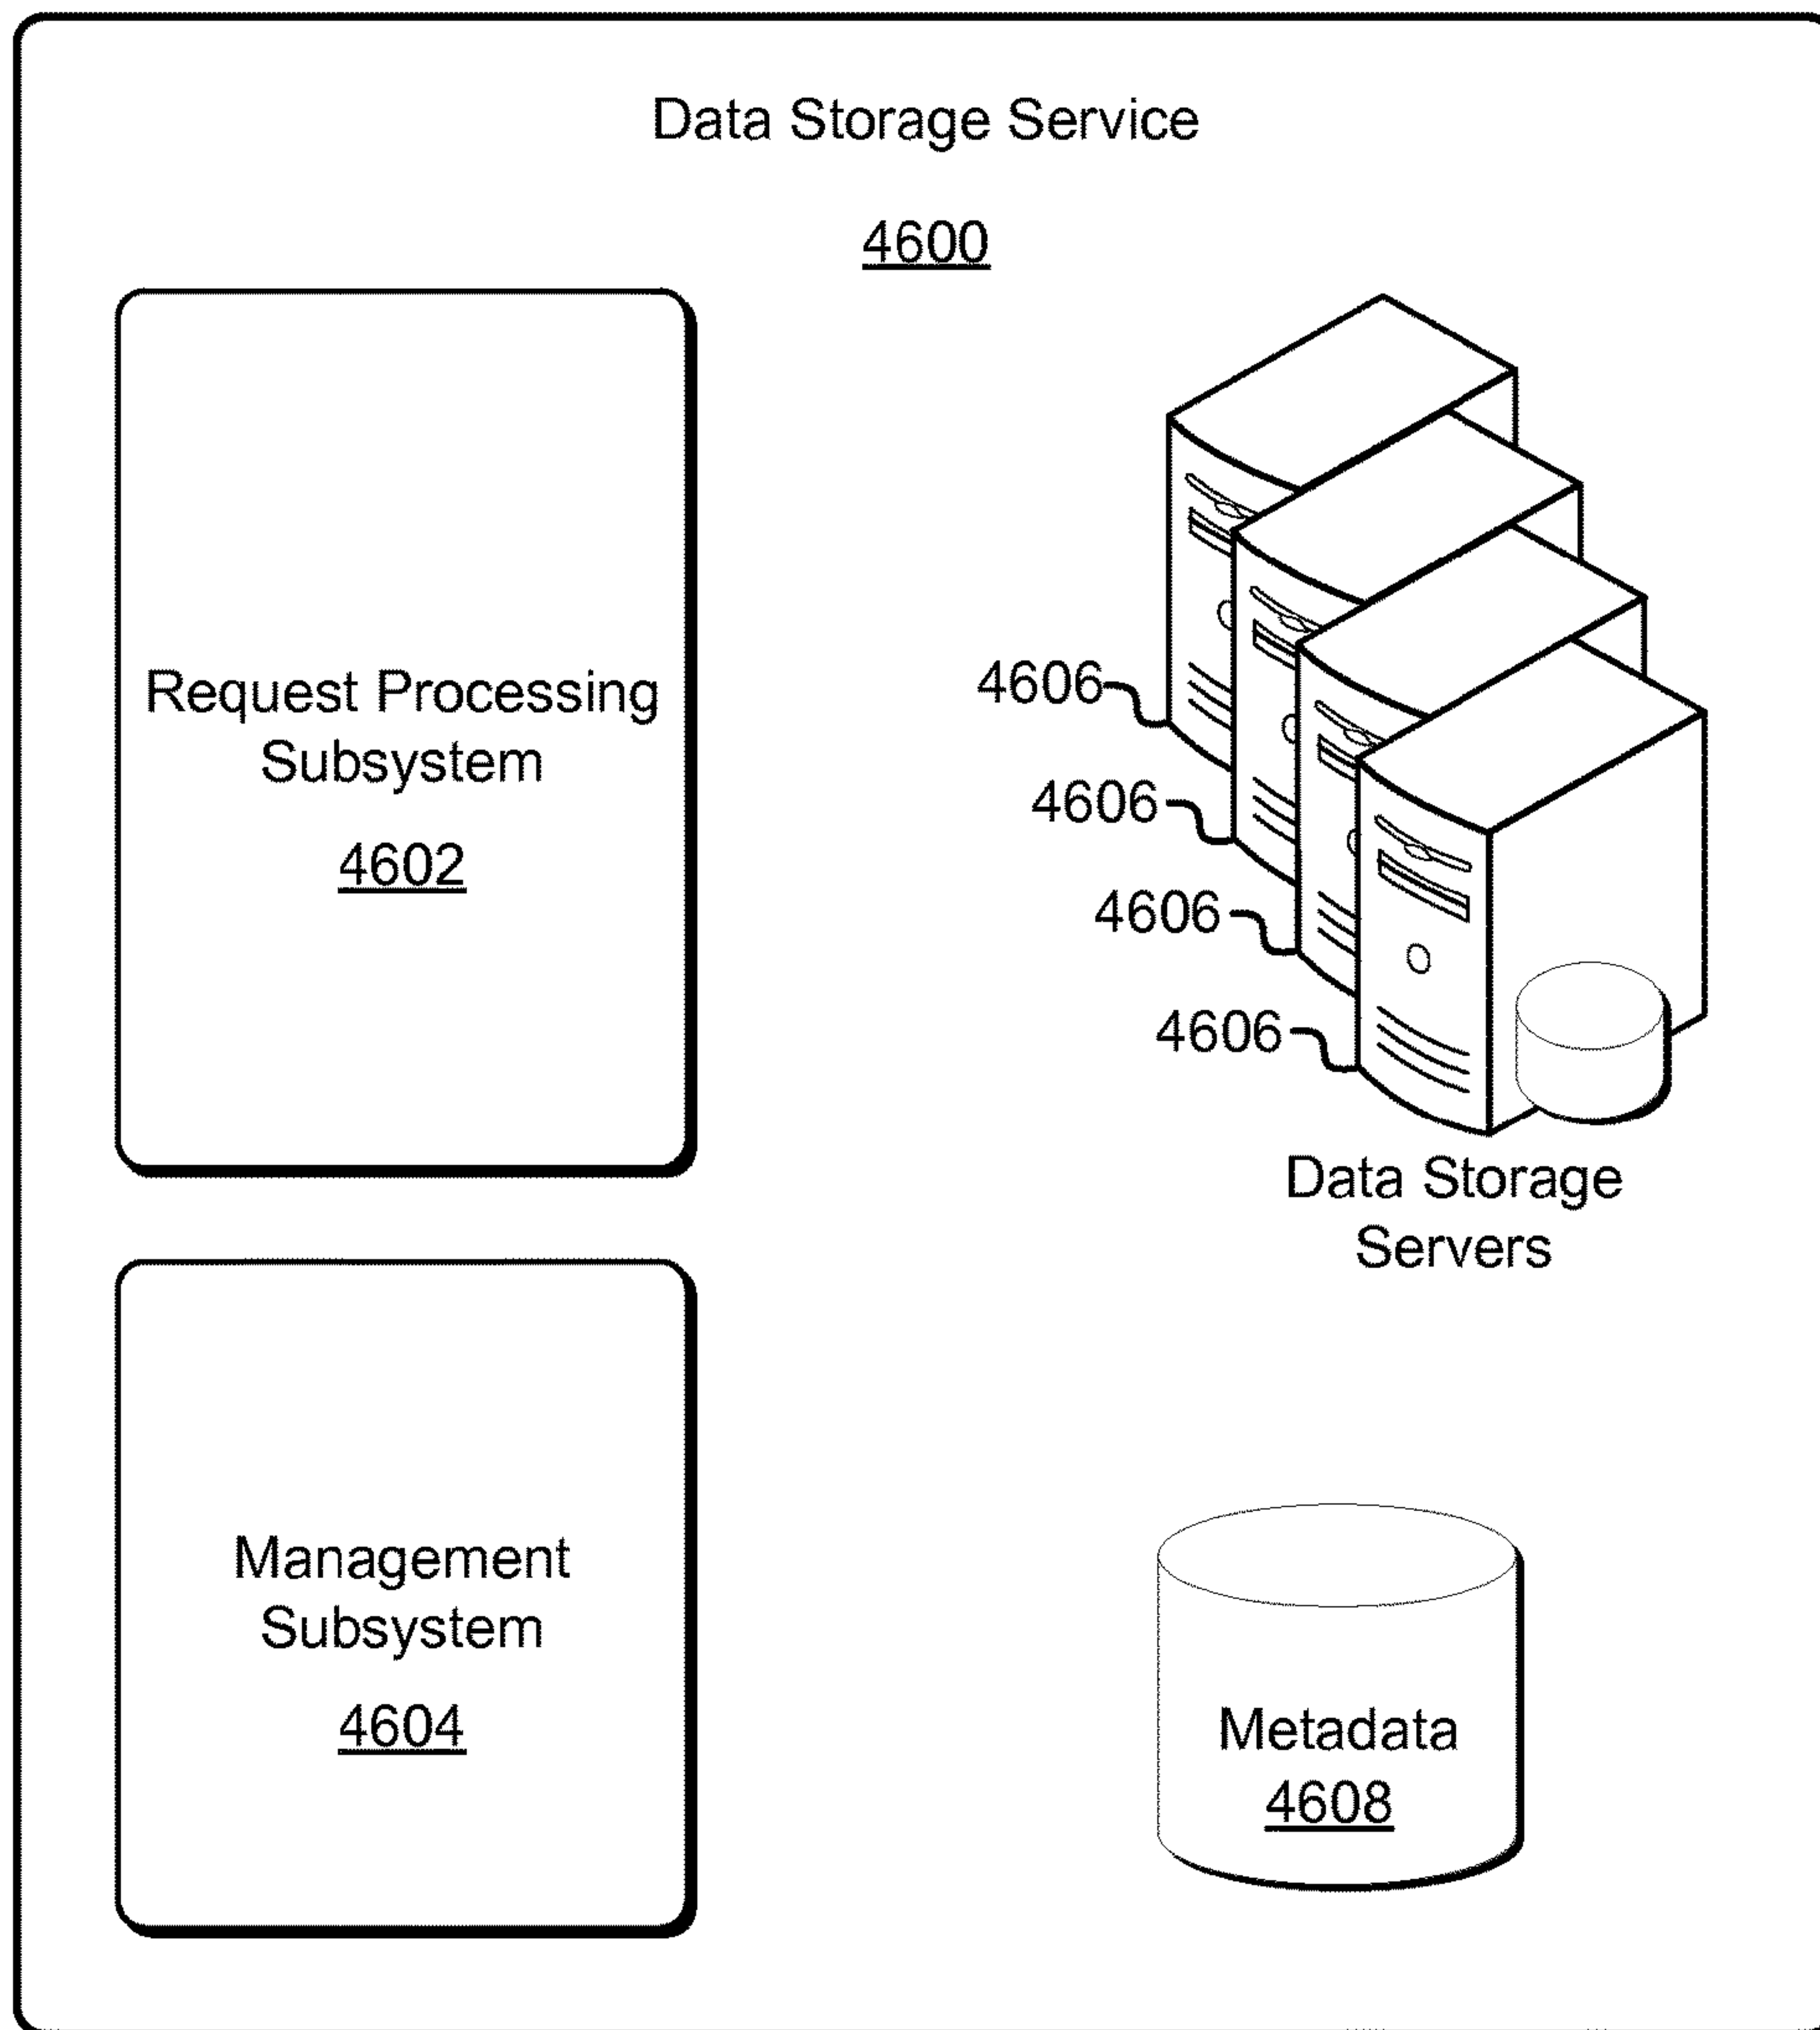 Data Storage Service
4600
Request Processing
Subsystem
4602
4606
4606
4606
4606
Data Storage
Servers
Management
Subsystem
4604
Metadata
4608